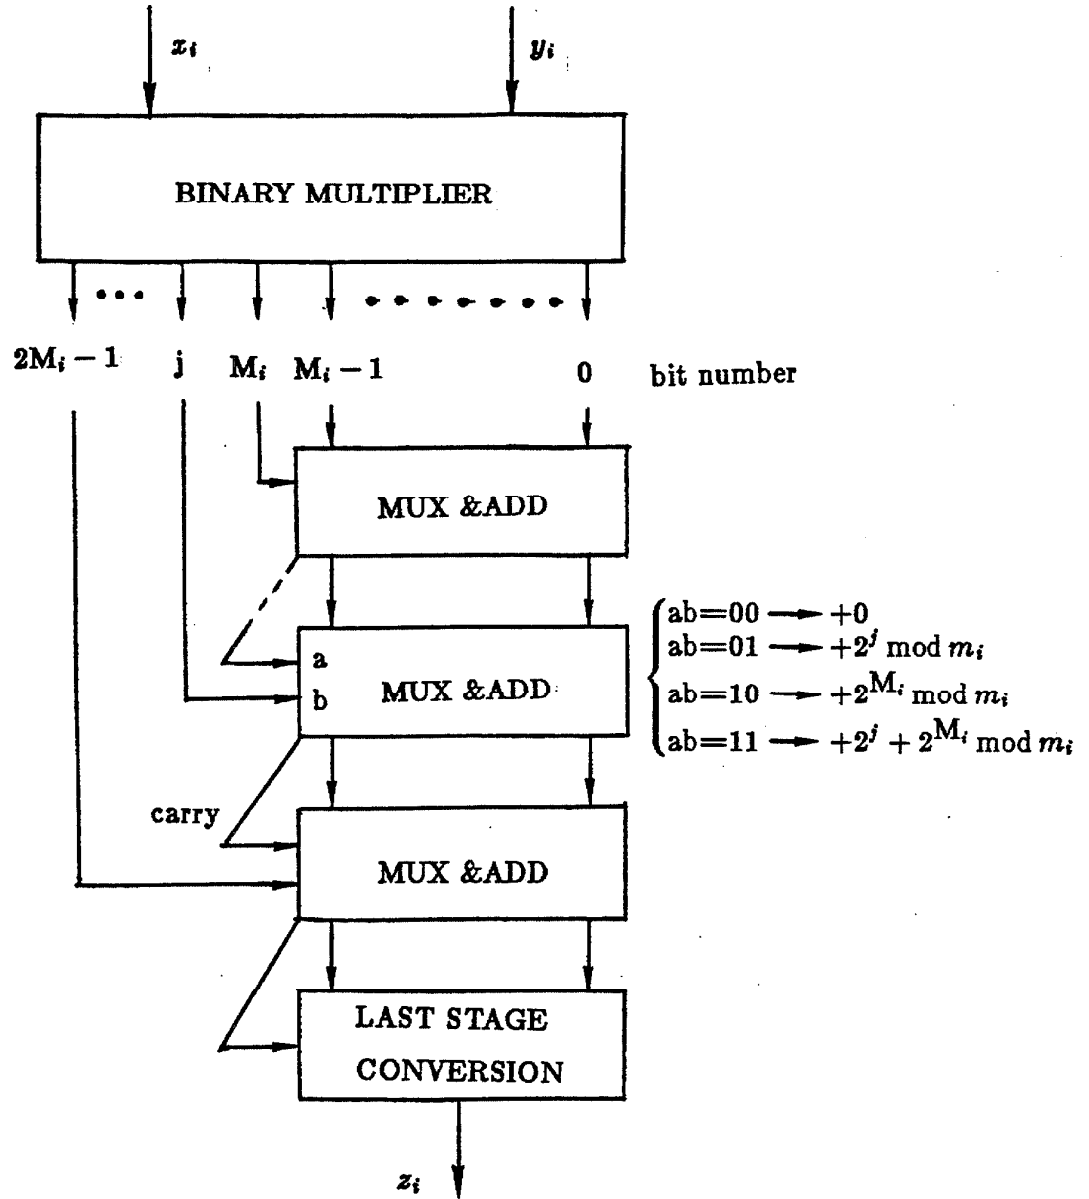 x_i
y_i
BINARY MULTIPLIER
2M_i − 1 j M_i M_i − 1 0 bit number
MUX &ADD
ab=00 ⟶ +0
ab=01 ⟶ +2^j mod m_i
ab=10 ⟶ +2^{M_i} mod m_i
ab=11 ⟶ +2^j + 2^{M_i} mod m_i
a
b
MUX &ADD
carry
MUX &ADD
LAST STAGE
CONVERSION
z_i